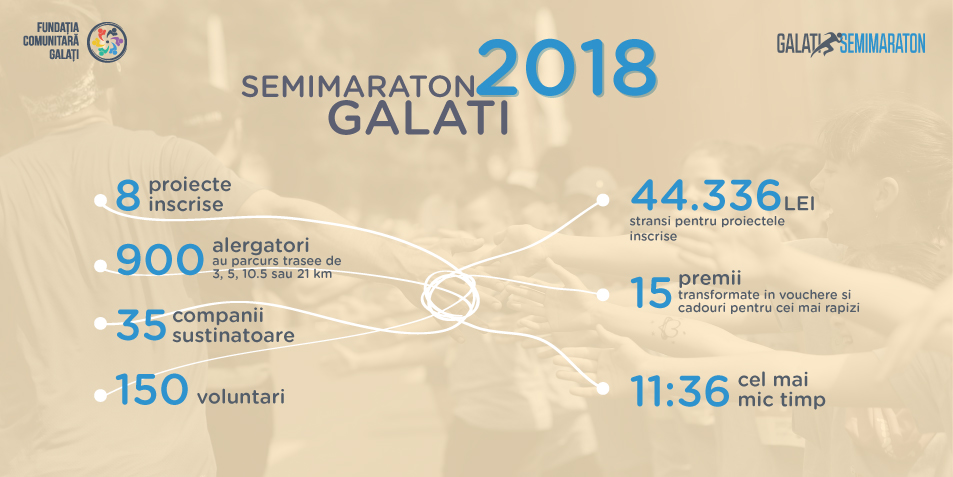 FUNDAȚIA
COMUNITARĂ
GALAȚI
GALATI SEMIMARATON
SEMIMARATON 2018
GALATI
8 proiecte
inscrise
900 alergatori
au parcurs trasee de
3, 5, 10.5 sau 21 km
35 companii
sustinatoare
150 voluntari
44.336 LEI
stransi pentru proiectele
inscrise
15 premii
transformate in vouchere si
cadouri pentru cei mai rapizi
11:36 cel mai
mic timp